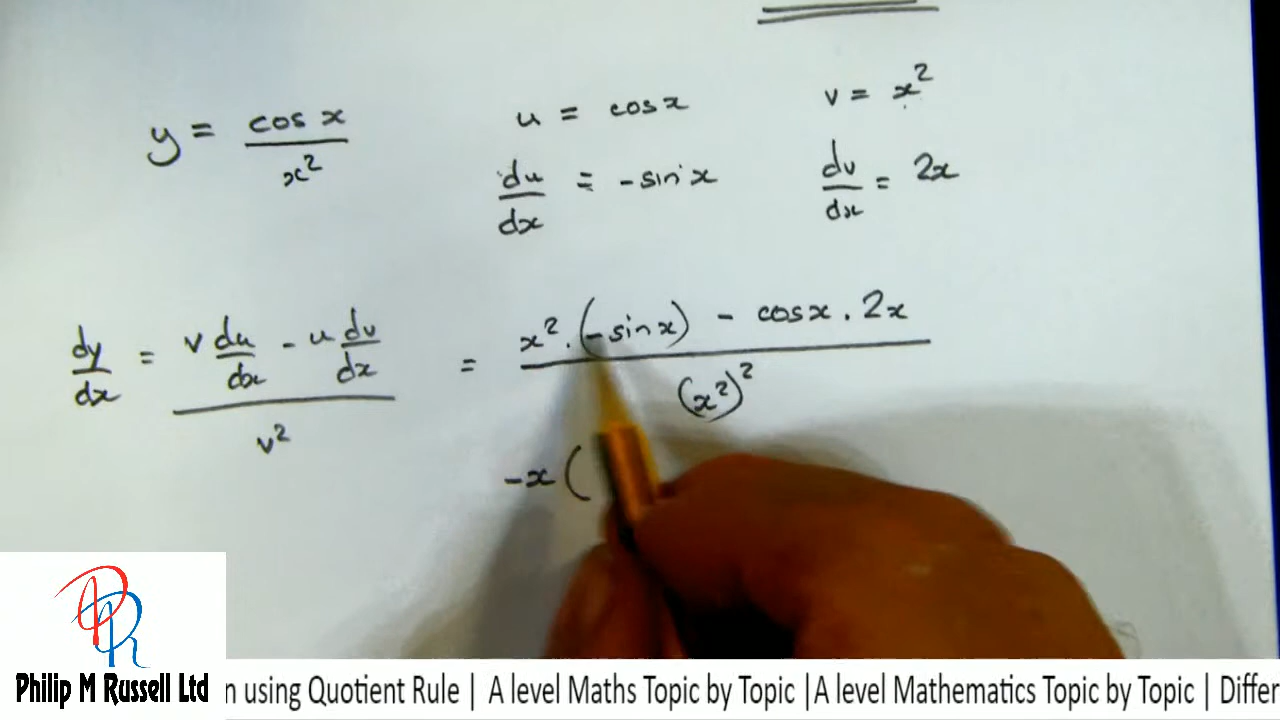 y = cos x / x²
u = cos x
du/dx = -sin x
v = x²
dv/dx = 2x
dy/dx = (v du/dx - u dv/dx) / v² = (x² . (-sin x) - cos x . 2x) / (x²)²
-x (
PR
Philip M Russell Ltd
n using Quotient Rule | A level Maths Topic by Topic |A level Mathematics Topic by Topic | Differ